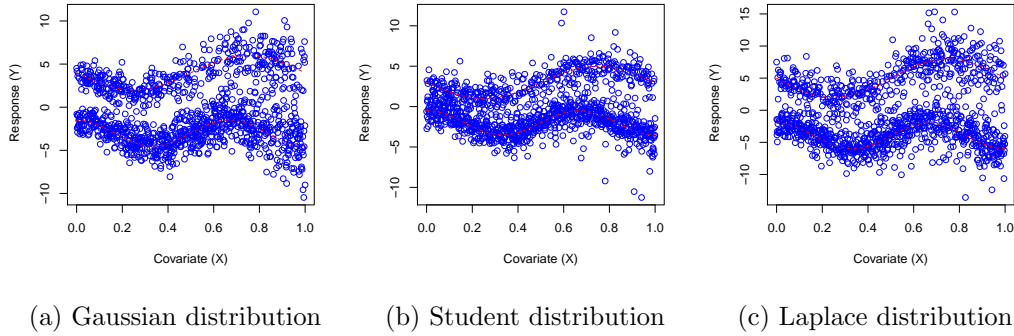 10
5
0
-5
-10
Response (Y)
0.0 0.2 0.4 0.6 0.8 1.0
Covariate (X)
10
5
0
-5
-10
Response (Y)
0.0 0.2 0.4 0.6 0.8 1.0
Covariate (X)
15
10
5
0
-5
-10
Response (Y)
0.0 0.2 0.4 0.6 0.8 1.0
Covariate (X)
(a) Gaussian distribution
(b) Student distribution
(c) Laplace distribution